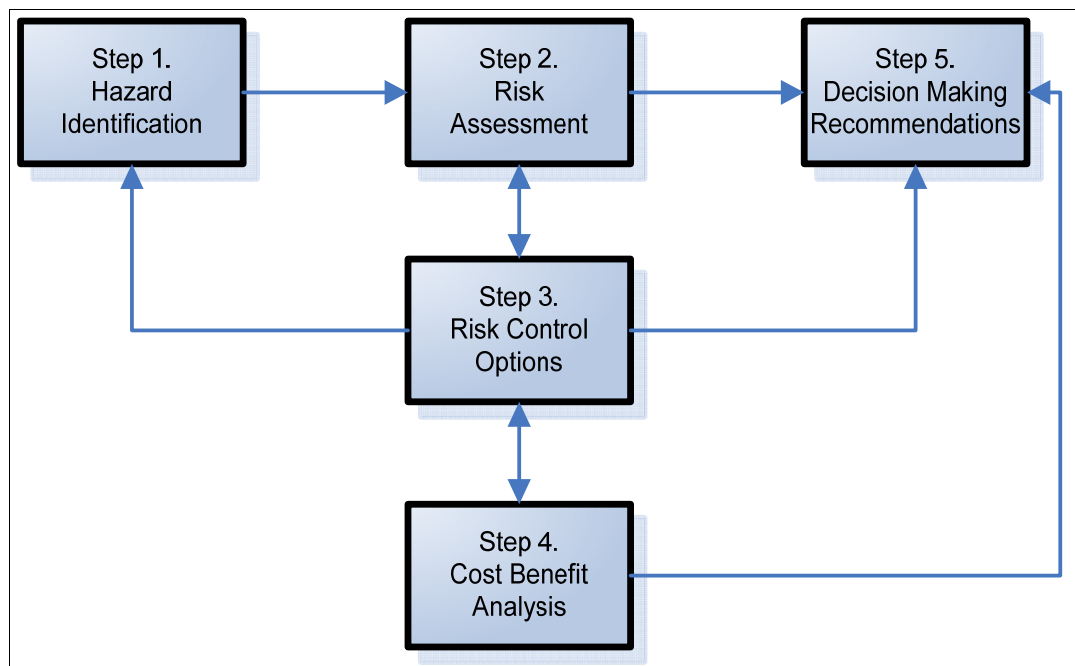 Step 1.
Hazard
Identification
Step 2.
Risk
Assessment
Step 5.
Decision Making
Recommendations
Step 3.
Risk Control
Options
Step 4.
Cost Benefit
Analysis